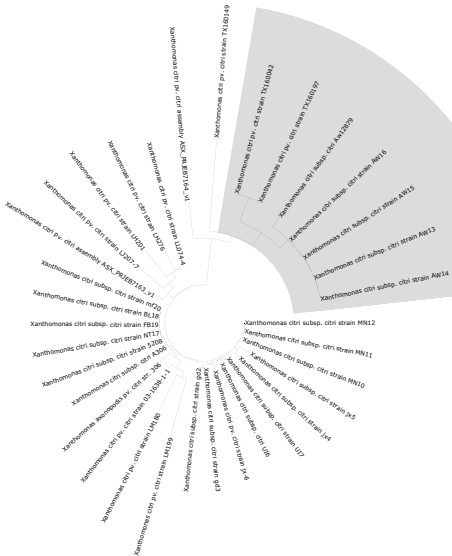 Xanthomonas citri pv. citri strain TX160149
Xanthomonas citri pv. citri strain TX160042
Xanthomonas citri pv. citri strain TX160197
Xanthomonas citri subsp. citri Aw12879
Xanthomonas citri subsp. citri strain AW16
Xanthomonas citri subsp. citri strain AW15
Xanthomonas citri subsp. citri strain AW13
Xanthomonas citri subsp. citri strain AW14
Xanthomonas citri subsp. citri strain MN12
Xanthomonas citri subsp. citri strain MN11
Xanthomonas citri subsp. citri strain MN10
Xanthomonas citri subsp. citri strain jx5
Xanthomonas citri subsp. citri strain jx4
Xanthomonas citri subsp. citri strain UI7
Xanthomonas citri subsp. citri UI6
Xanthomonas citri pv. citri strain jx-6
Xanthomonas citri subsp. citri strain gd3
Xanthomonas citri subsp. citri strain gd2
Xanthomonas citri pv. citri strain LM199
Xanthomonas citri pv. citri strain LM180
Xanthomonas citri pv. citri strain 03-1638-1-1
Xanthomonas axonopodis pv. citri str. 306
Xanthomonas citri subsp. citri A306
Xanthomonas citri subsp. citri strain 5208
Xanthomonas citri subsp. citri strain NT17
Xanthomonas citri subsp. citri strain FB19
Xanthomonas citri subsp. citri strain BL18
Xanthomonas citri subsp. citri strain mf20
Xanthomonas citri pv. citri assembly ASX_PRJEB7163_v1
Xanthomonas citri pv. citri strain LJ207-7
Xanthomonas citri pv. citri strain LH201
Xanthomonas citri pv. citri strain LH276
Xanthomonas citri pv. citri strain LL074-4
Xanthomonas citri pv. citri assembly ASX_PRJEB7164_v1